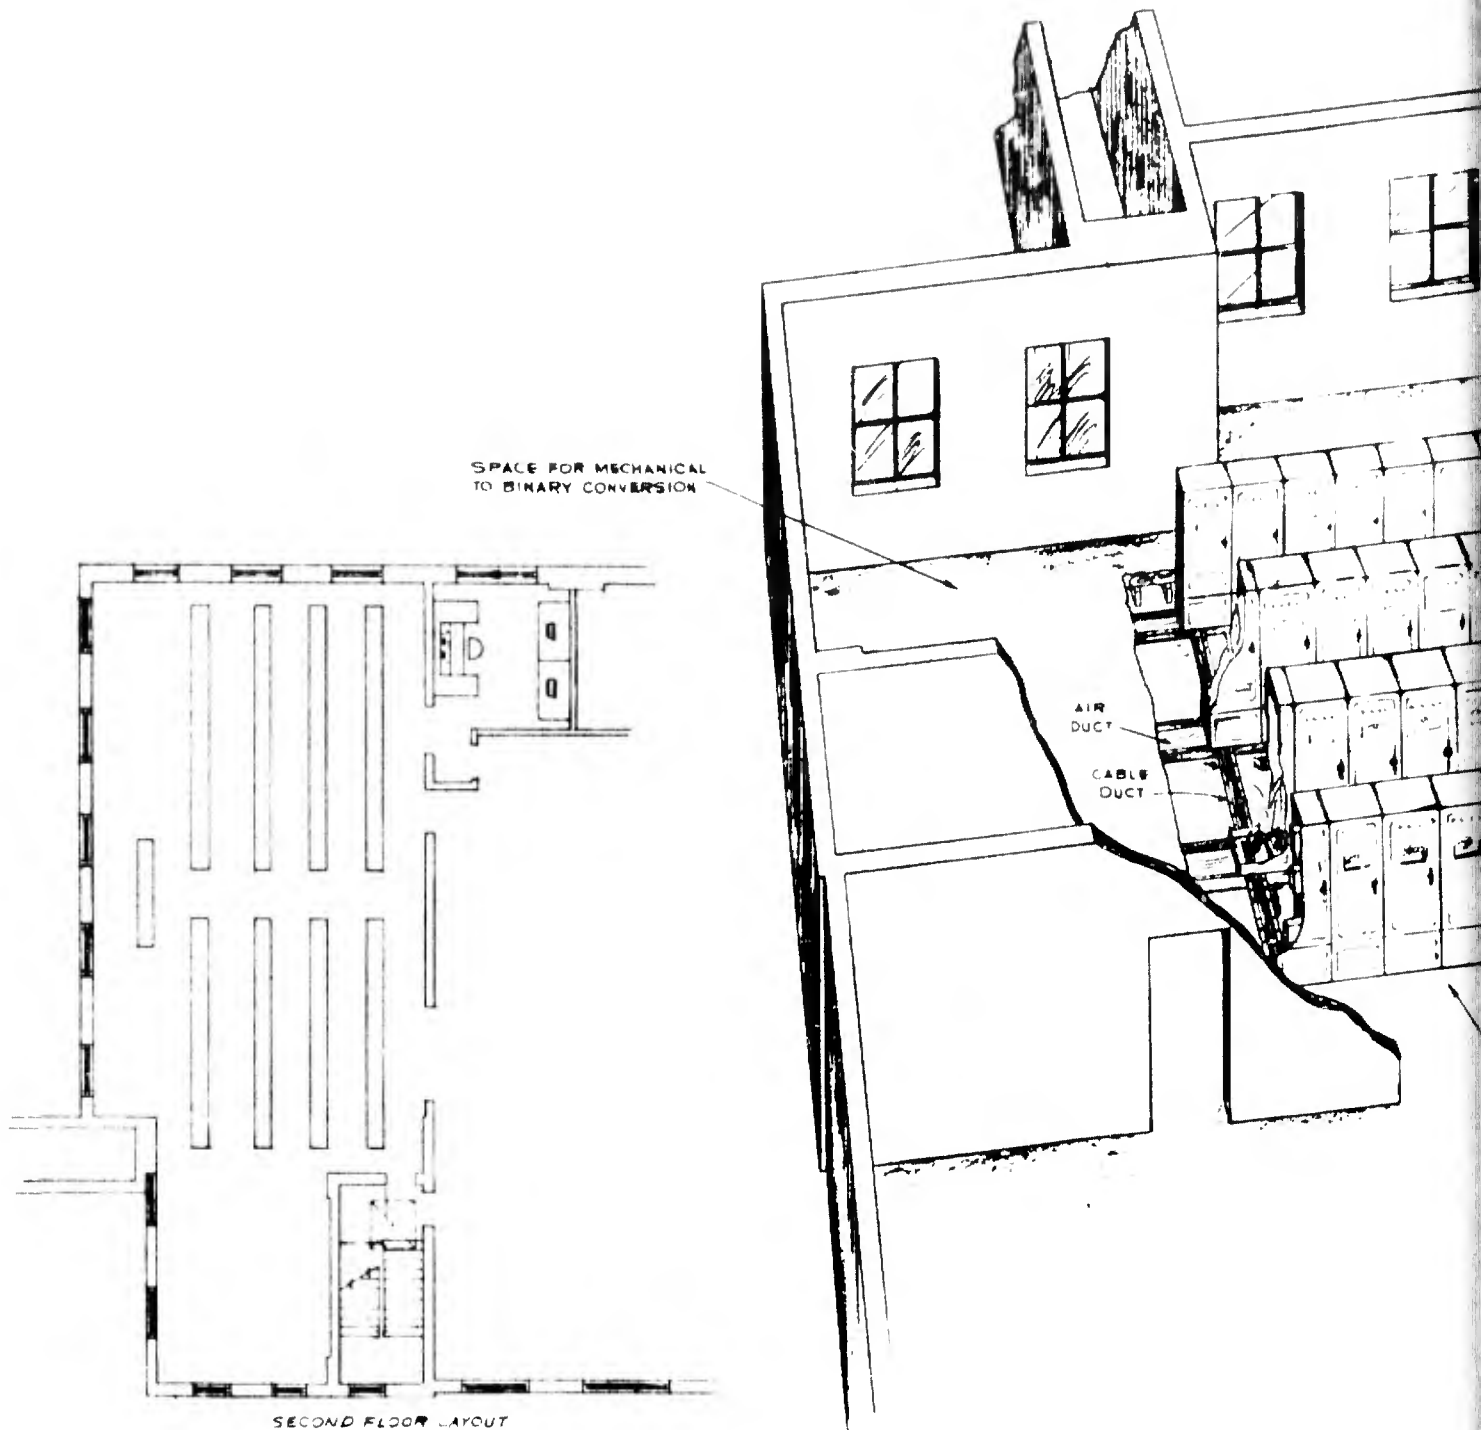 SPACE FOR MECHANICAL
TO BINARY CONVERSION
AIR
DUCT
CABLE
DUCT
SECOND FLOOR LAYOUT